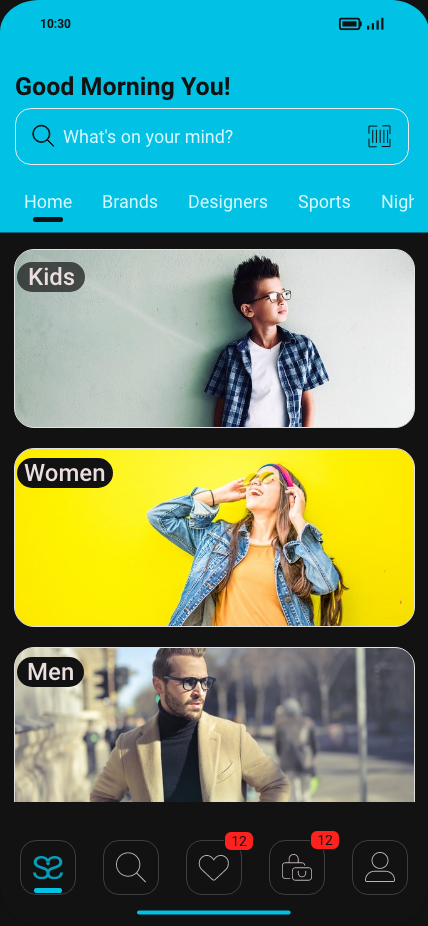 10:30
Good Morning You!
What's on your mind?
Home Brands Designers Sports Nigh
Kids
Women
Men
12 12